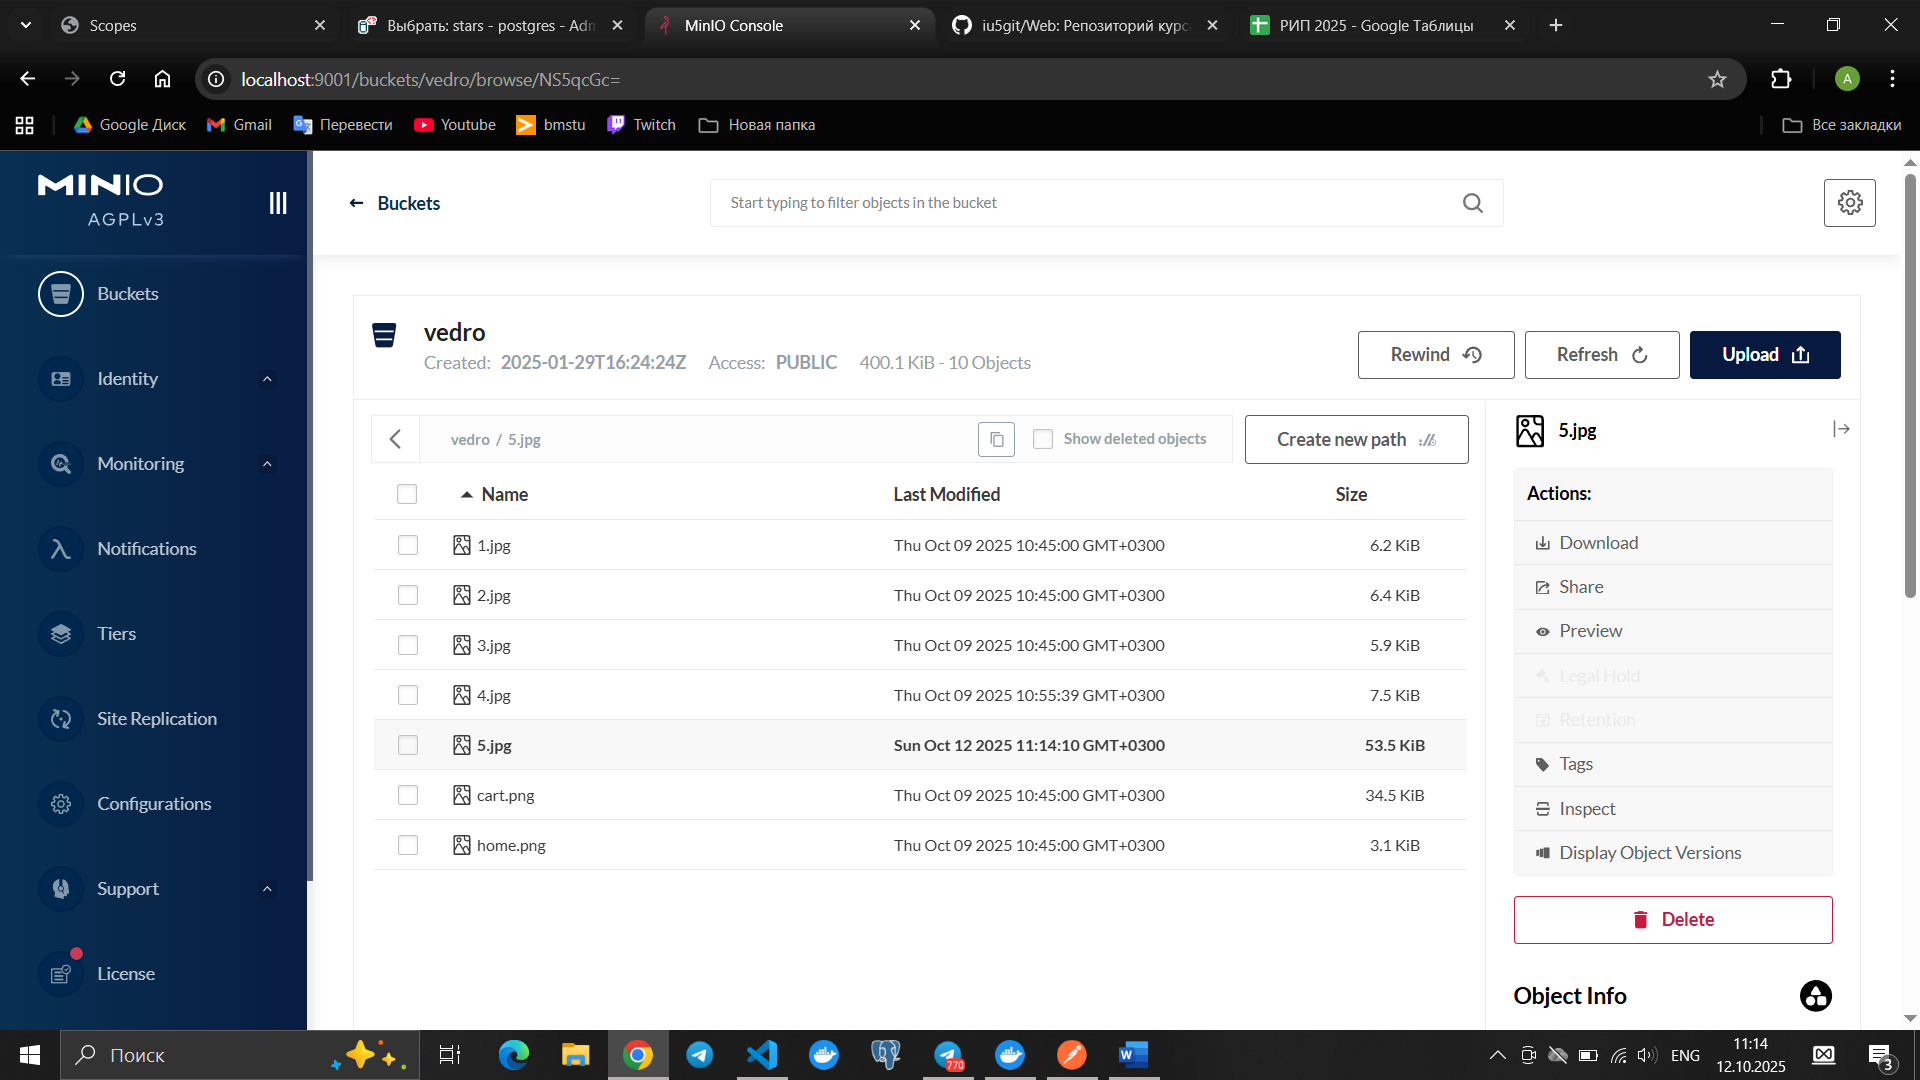 Scopes
Выбрать: stars - postgres - Adm
MinIO Console
iu5git/Web: Репозиторий курса
РИП 2025 - Google Таблицы
localhost:9001/buckets/vedro/browse/NS5qcGc=
A
Google Диск
Gmail
Перевести
Youtube
bmstu
Twitch
Новая папка
Все закладки
MINIO
AGPLv3
Buckets
Identity
Monitoring
Notifications
Tiers
Site Replication
Configurations
Support
License
Buckets
Start typing to filter objects in the bucket
vedro
Created: 2025-01-29T16:24:24Z Access: PUBLIC 400.1 KiB - 10 Objects
Rewind
Refresh
Upload
vedro / 5.jpg
Show deleted objects
Create new path
Name Last Modified Size
1.jpg Thu Oct 09 2025 10:45:00 GMT+0300 6.2 KiB
2.jpg Thu Oct 09 2025 10:45:00 GMT+0300 6.4 KiB
3.jpg Thu Oct 09 2025 10:45:00 GMT+0300 5.9 KiB
4.jpg Thu Oct 09 2025 10:55:39 GMT+0300 7.5 KiB
5.jpg Sun Oct 12 2025 11:14:10 GMT+0300 53.5 KiB
cart.png Thu Oct 09 2025 10:45:00 GMT+0300 34.5 KiB
home.png Thu Oct 09 2025 10:45:00 GMT+0300 3.1 KiB
5.jpg
Actions:
Download
Share
Preview
Legal Hold
Retention
Tags
Inspect
Display Object Versions
Delete
Object Info
Поиск
770
ENG
11:14
12.10.2025
3